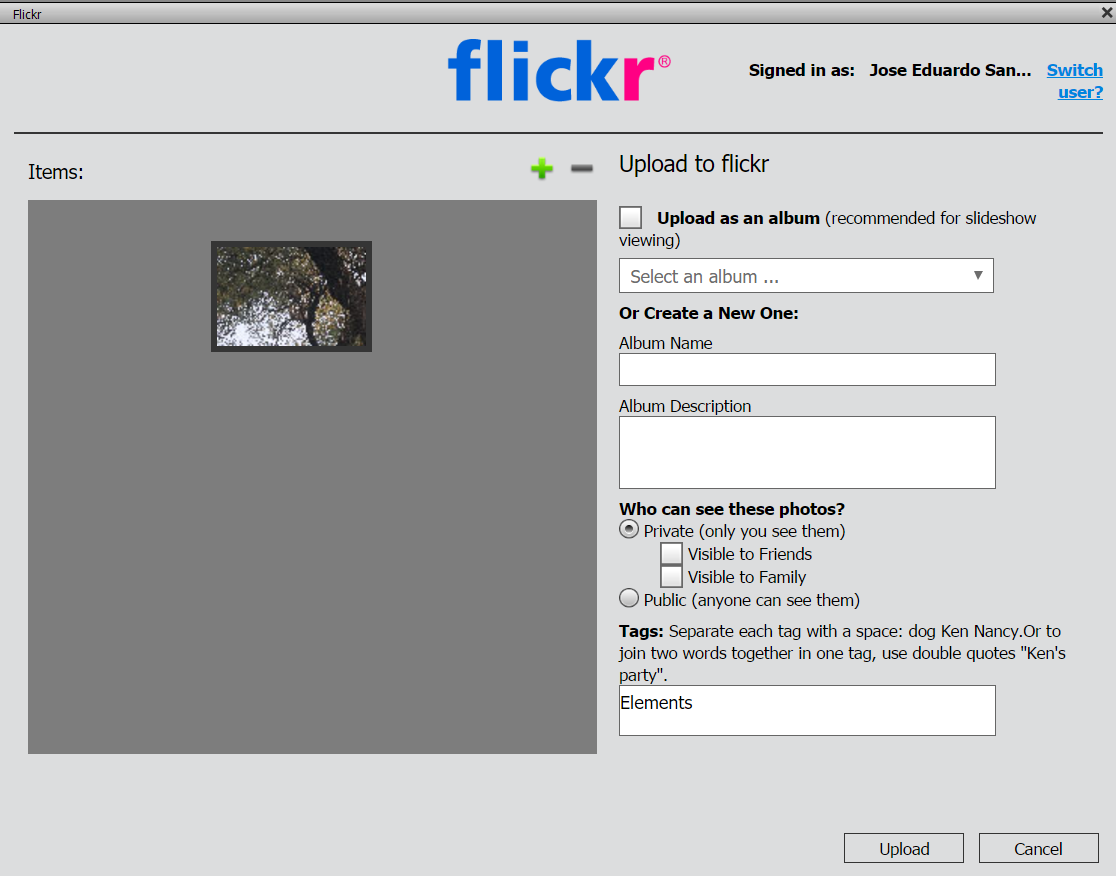 Flickr
flickr®
Signed in as: Jose Eduardo San... Switch
user?
Items:
Upload to flickr
Upload as an album (recommended for slideshow
viewing)
Select an album ...
Or Create a New One:
Album Name
Album Description
Who can see these photos?
Private (only you see them)
Visible to Friends
Visible to Family
Public (anyone can see them)
Tags: Separate each tag with a space: dog Ken Nancy.Or to
join two words together in one tag, use double quotes "Ken's
party".
Elements
Upload
Cancel